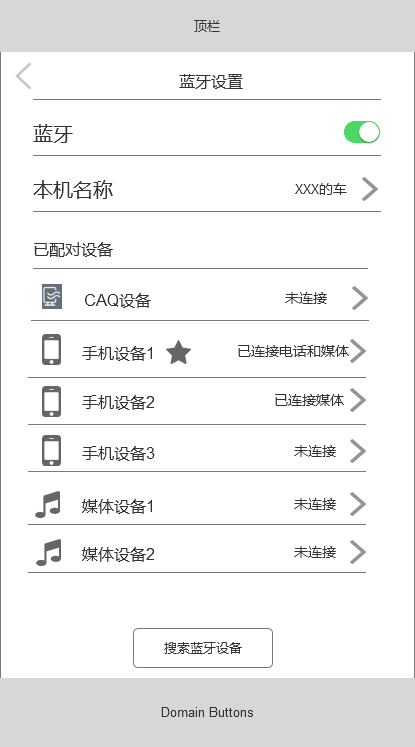 顶栏
蓝牙设置
蓝牙
本机名称 XXX的车
已配对设备
CAQ设备 未连接
手机设备1 已连接电话和媒体
手机设备2 已连接媒体
手机设备3 未连接
媒体设备1 未连接
媒体设备2 未连接
搜索蓝牙设备
Domain Buttons